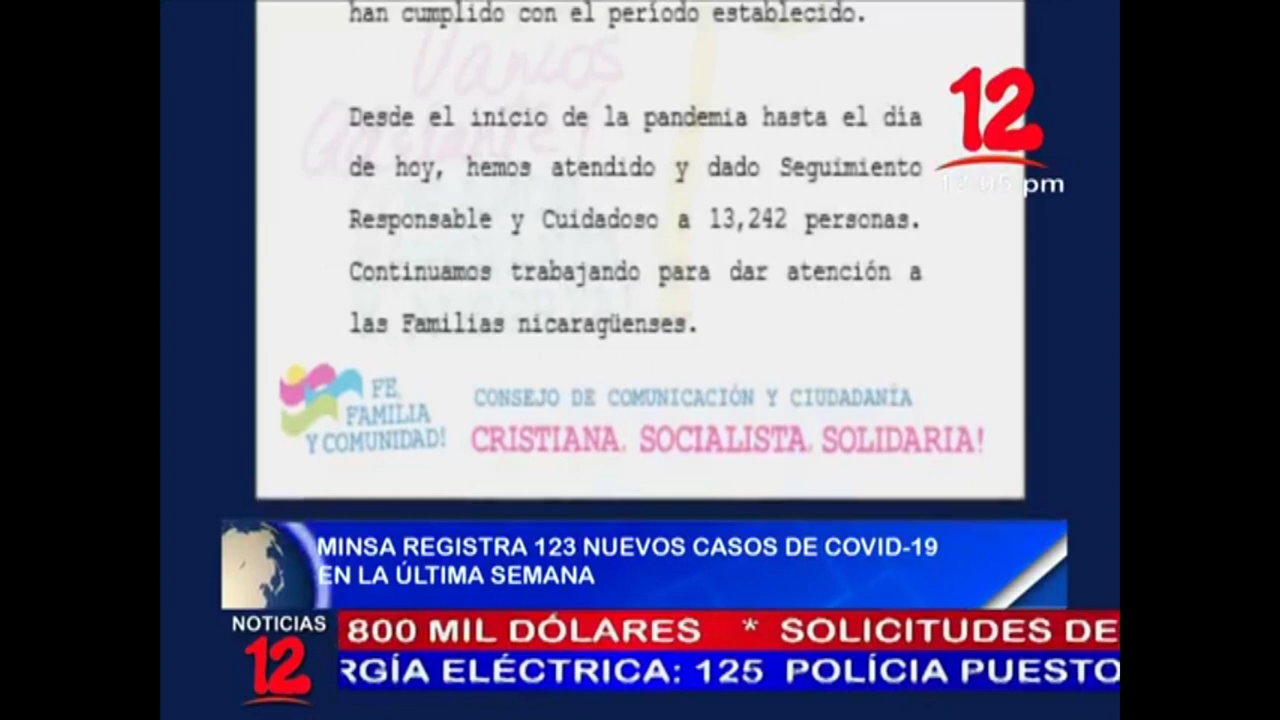 han cumplido con el período establecido.
Desde el inicio de la pandemia hasta el día
de hoy, hemos atendido y dado Seguimiento
Responsable y Cuidadoso a 13,242 personas.
Continuamos trabajando para dar atención a
las Familias nicaragüenses.
12
pm
FE,
FAMILIA
Y COMUNIDAD!
CONSEJO DE COMUNICACIÓN Y CIUDADANÍA
CRISTIANA, SOCIALISTA, SOLIDARIA!
MINSA REGISTRA 123 NUEVOS CASOS DE COVID-19
EN LA ÚLTIMA SEMANA
NOTICIAS
12
800 MIL DÓLARES * SOLICITUDES DE
RGÍA ELÉCTRICA: 125 POLÍCIA PUESTO